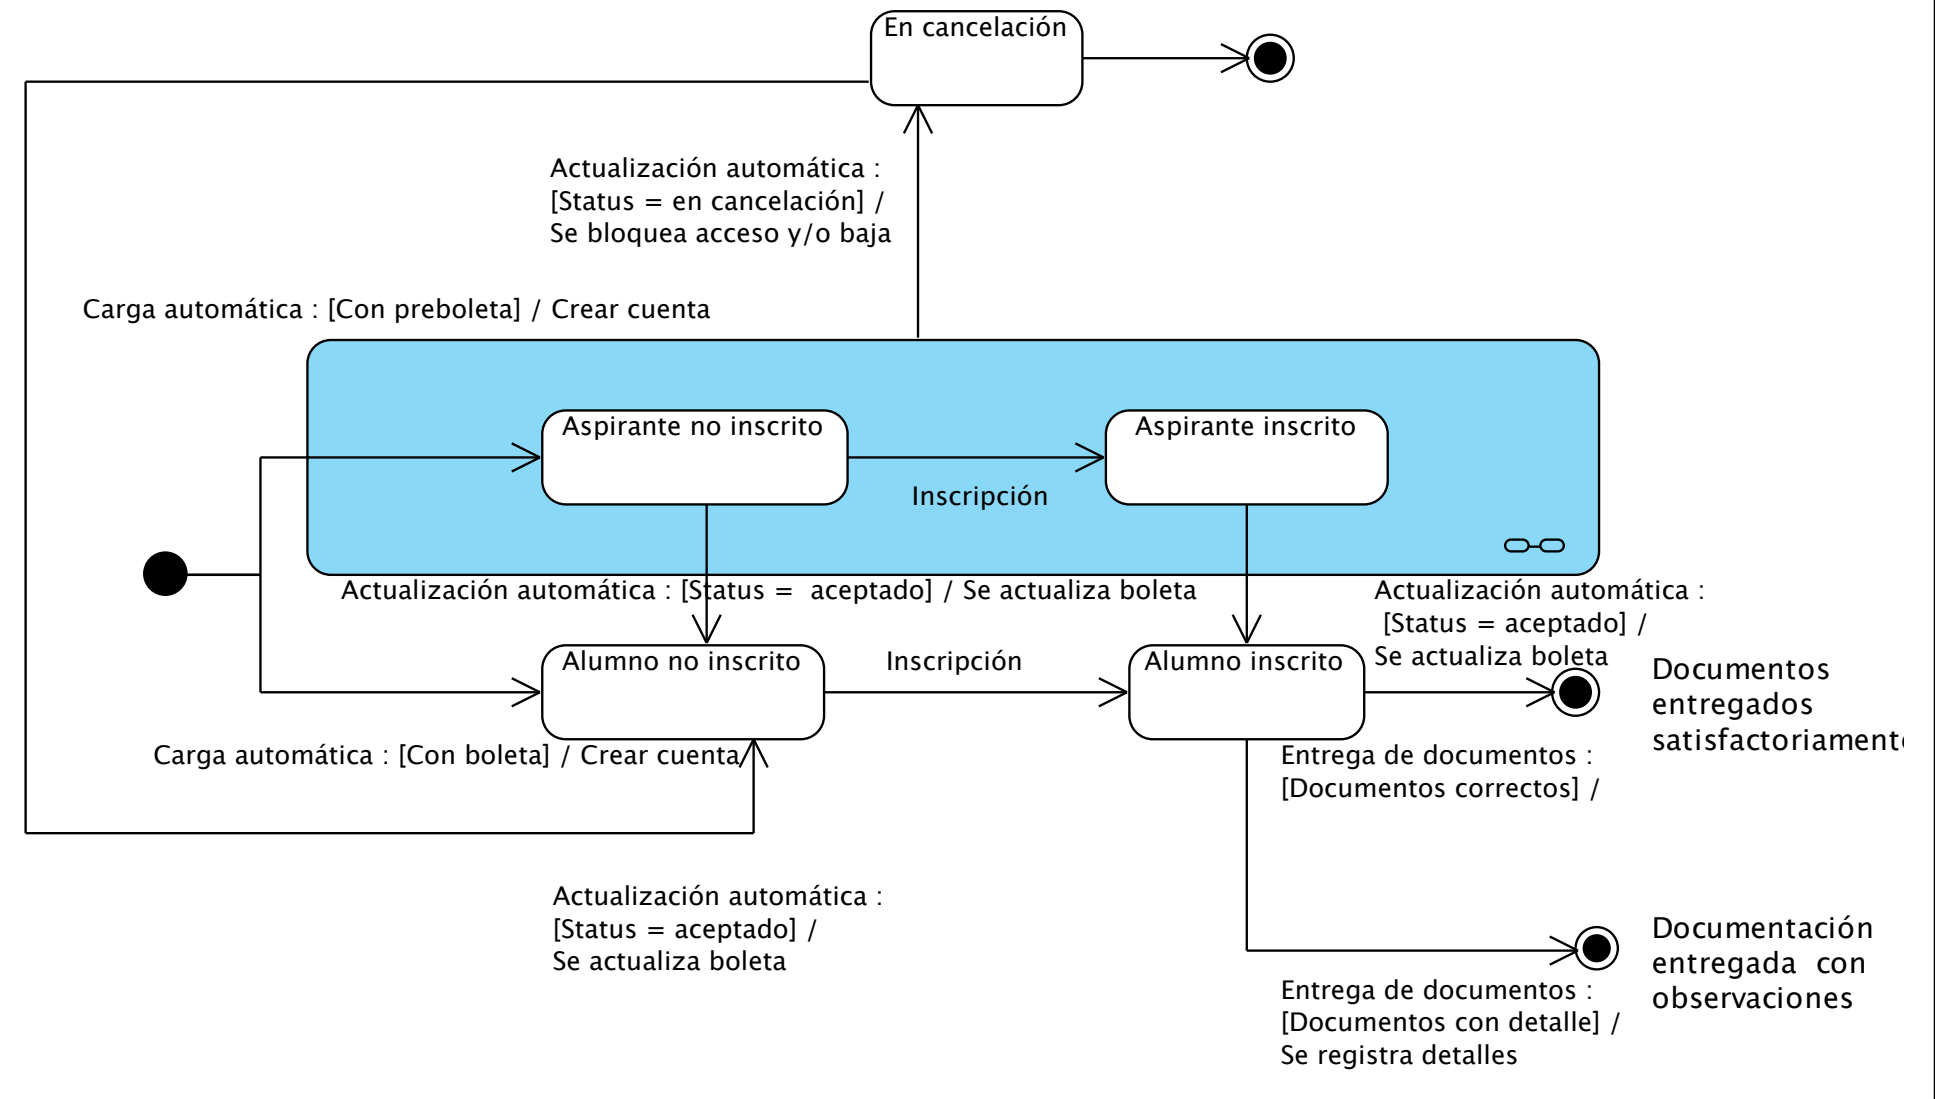 En cancelación
Actualización automática :
[Status = en cancelación] /
Se bloquea acceso y/o baja
Carga automática : [Con preboleta] / Crear cuenta
Aspirante no inscrito
Aspirante inscrito
Inscripción
Actualización automática : [Status = aceptado] / Se actualiza boleta
Actualización automática :
[Status = aceptado] /
Se actualiza boleta
Alumno no inscrito
Inscripción
Alumno inscrito
Documentos
entregados
satisfactoriament
Carga automática : [Con boleta] / Crear cuenta
Entrega de documentos :
[Documentos correctos] /
Actualización automática :
[Status = aceptado] /
Se actualiza boleta
Documentación
entregada con
observaciones
Entrega de documentos :
[Documentos con detalle] /
Se registra detalles